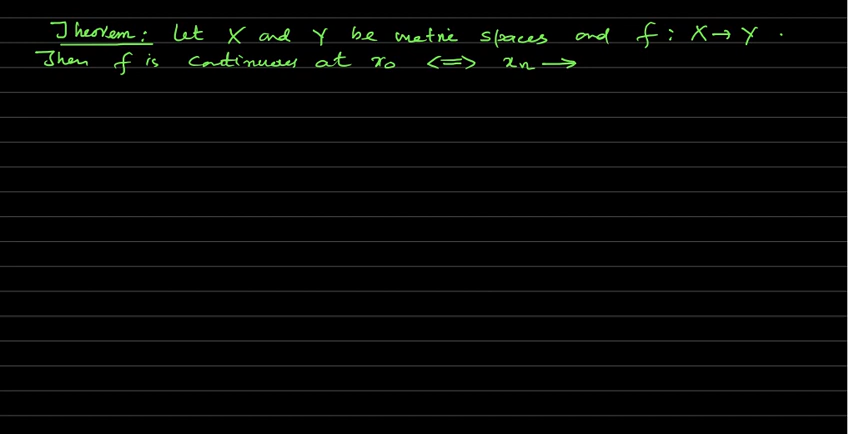 Theorem: Let X and Y be metric spaces and f: X → Y.
Then f is continuous at x₀ <=> xₙ →